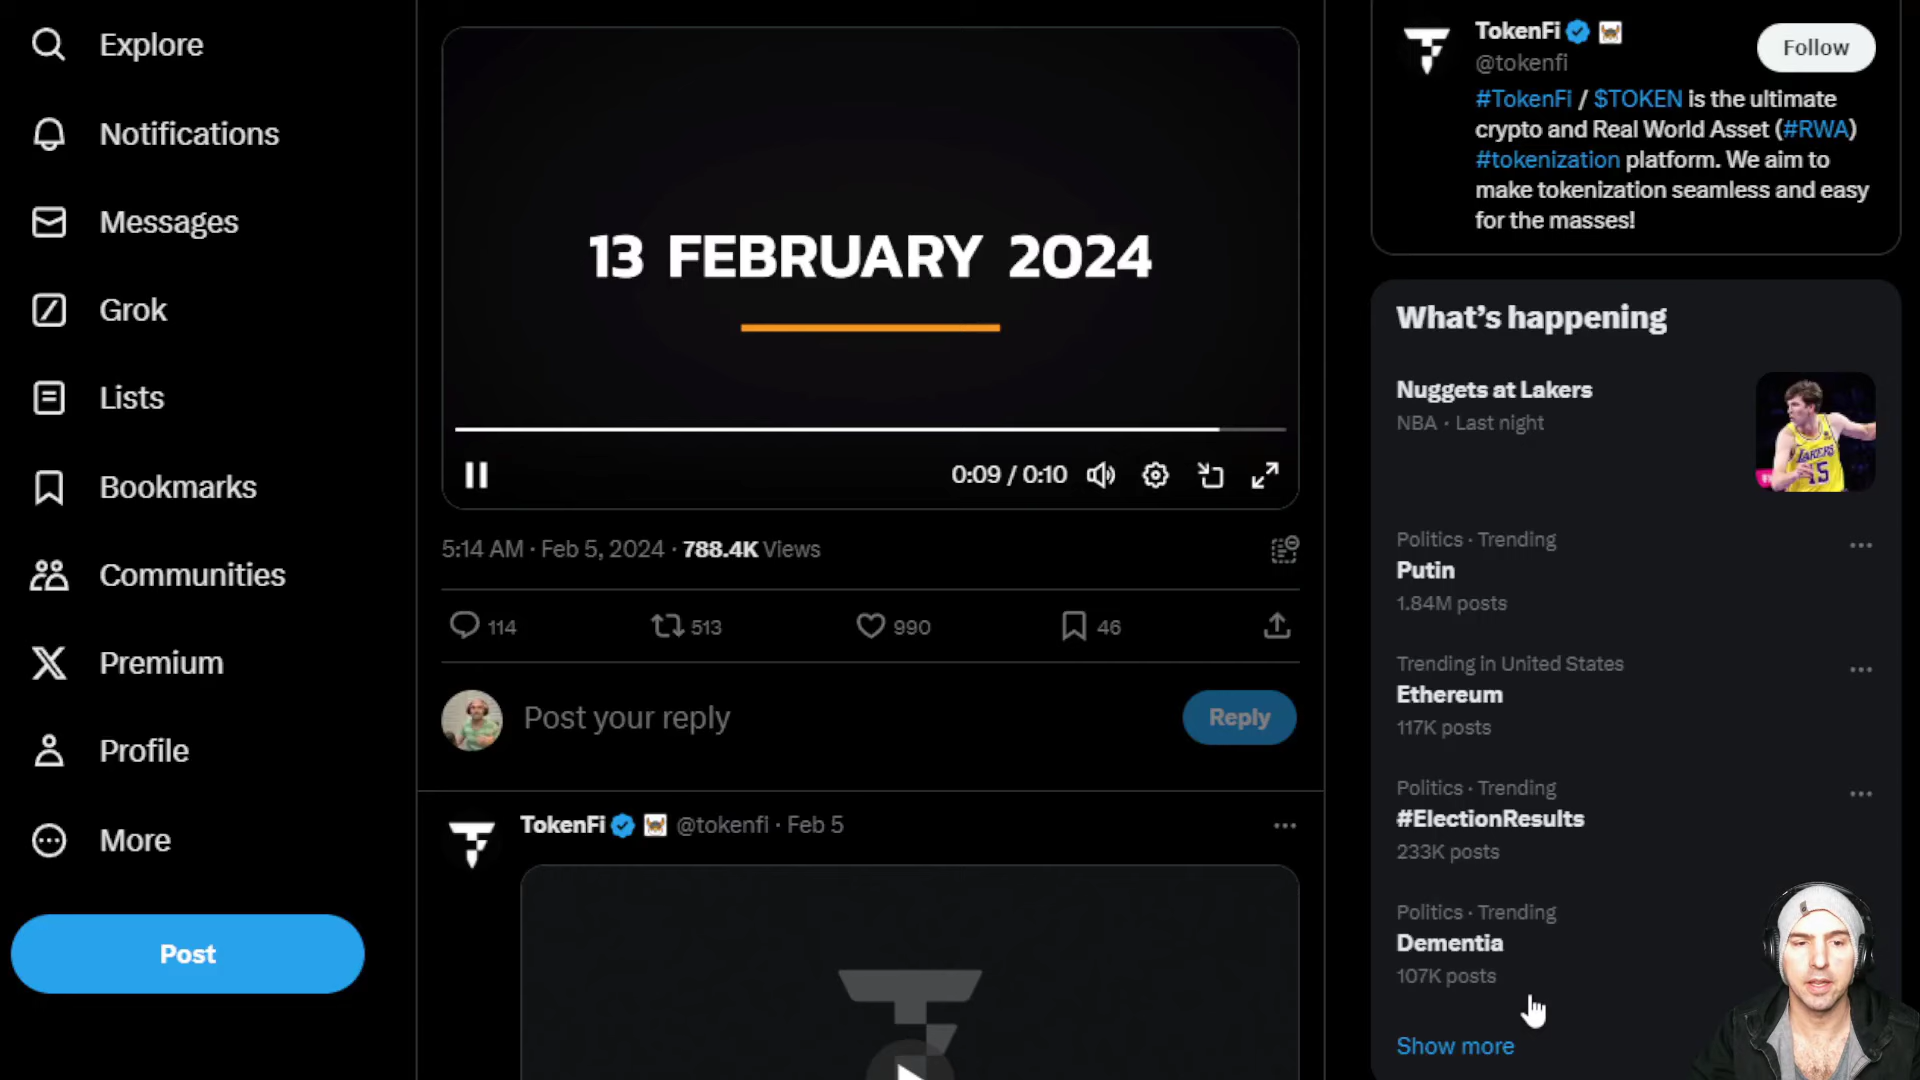 Explore
Notifications
Messages
Grok
Lists
Bookmarks
Communities
Premium
Profile
More
Post
13 FEBRUARY 2024
0:09 / 0:10
5:14 AM · Feb 5, 2024 · 788.4K Views
114 513 990 46
Post your reply
Reply
TokenFi @tokenfi · Feb 5
TokenFi
@tokenfi
Follow
#TokenFi / $TOKEN is the ultimate
crypto and Real World Asset (#RWA)
#tokenization platform. We aim to
make tokenization seamless and easy
for the masses!
What's happening
Nuggets at Lakers
NBA · Last night
LAKERS
15
Politics · Trending
Putin
1.84M posts
Trending in United States
Ethereum
117K posts
Politics · Trending
#ElectionResults
233K posts
Politics · Trending
Dementia
107K posts
Show more